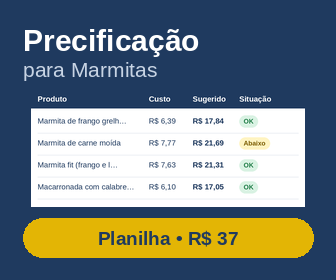 Precificação
para Marmitas
Produto Custo Sugerido Situação
Marmita de frango grelh... R$ 6,39 R$ 17,84 OK
Marmita de carne moída R$ 7,77 R$ 21,69 Abaixo
Marmita fit (frango e l... R$ 7,63 R$ 21,31 OK
Macarronada com calabre... R$ 6,10 R$ 17,05 OK
Planilha • R$ 37